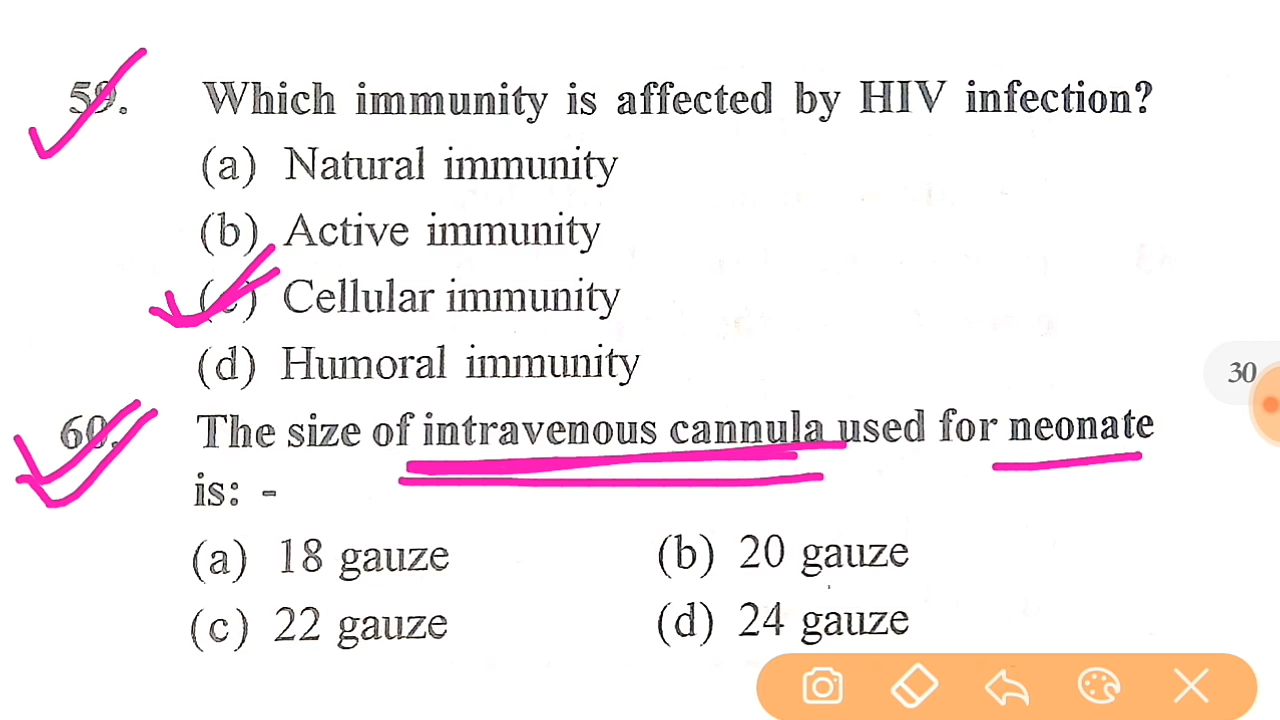 59. Which immunity is affected by HIV infection?
(a) Natural immunity
(b) Active immunity
(c) Cellular immunity
(d) Humoral immunity
60. The size of intravenous cannula used for neonate
is: -
(a) 18 gauze (b) 20 gauze
(c) 22 gauze (d) 24 gauze
30